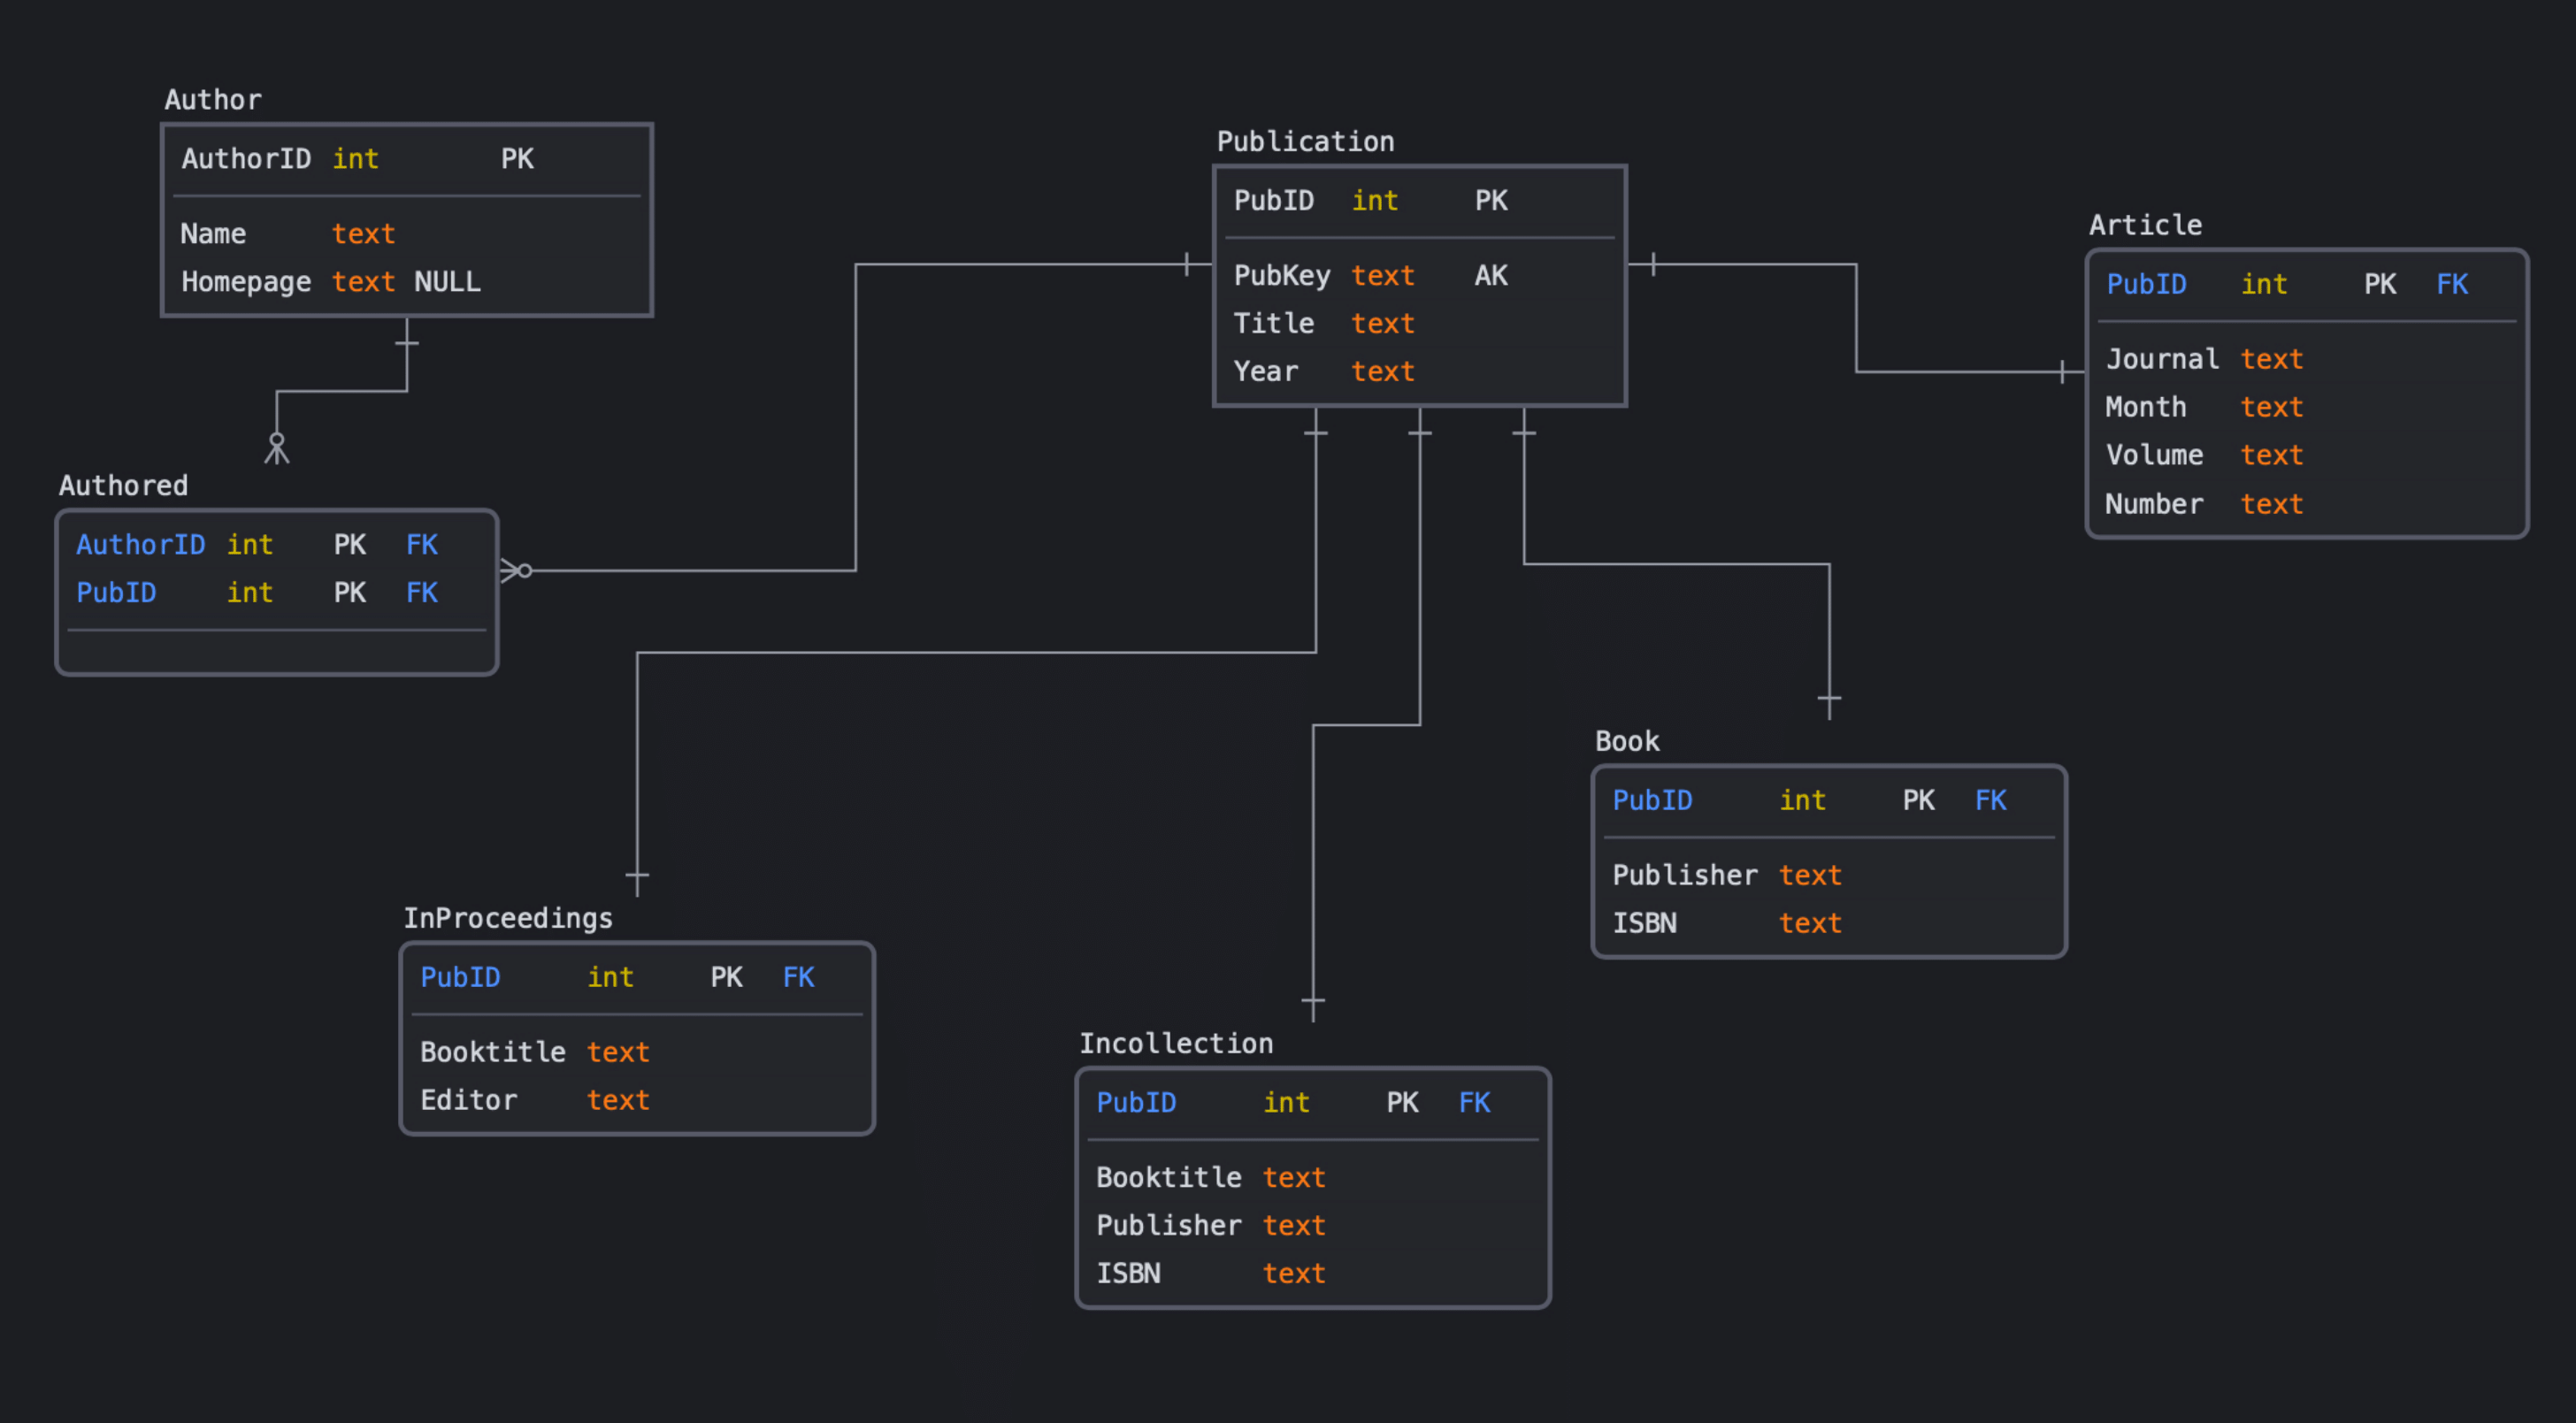 Author
AuthorID int PK
Name text
Homepage text NULL
Publication
PubID int PK
PubKey text AK
Title text
Year text
Article
PubID int PK FK
Journal text
Month text
Volume text
Number text
Authored
AuthorID int PK FK
PubID int PK FK
Book
PubID int PK FK
Publisher text
ISBN text
InProceedings
PubID int PK FK
Booktitle text
Editor text
Incollection
PubID int PK FK
Booktitle text
Publisher text
ISBN text